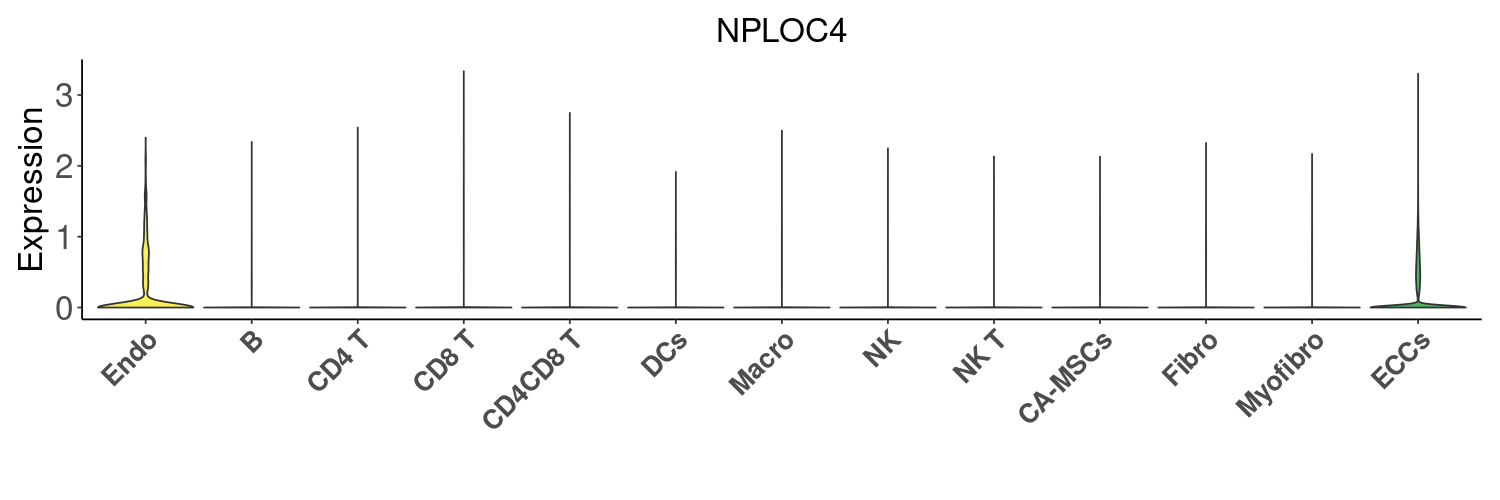 NPLOC4
Expression
3
2
1
0
Endo
B
CD4 T
CD8 T
CD4CD8 T
DCs
Macro
NK
NK T
CA-MSCs
Fibro
Myofibro
ECCs